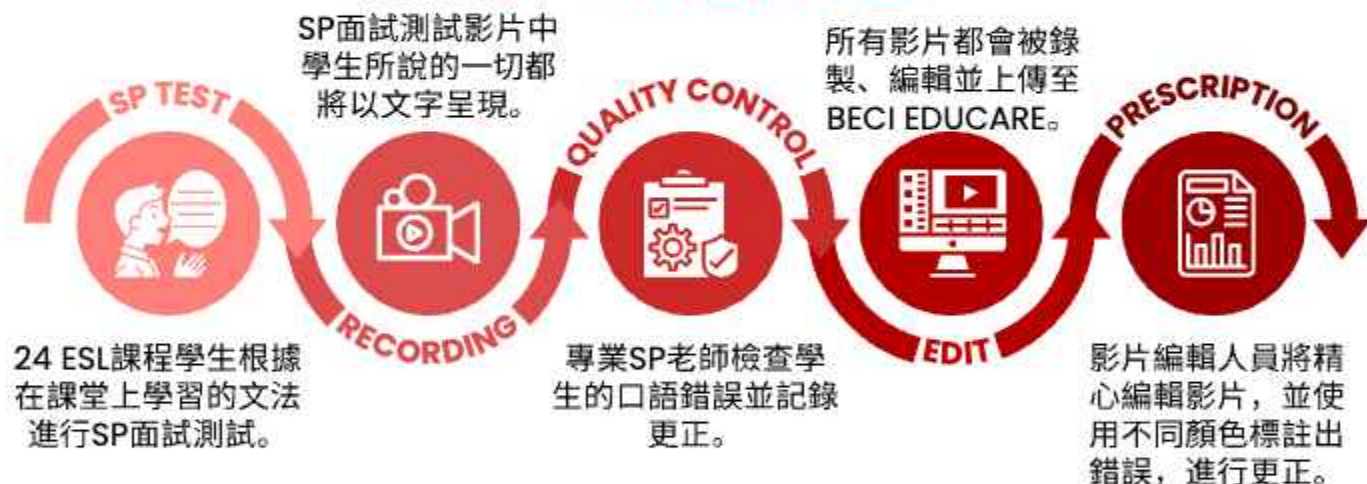 SP TEST
24 ESL課程學生根據
在課堂上學習的文法
進行SP面試測試。
SP面試測試影片中
學生所說的一切都
將以文字呈現。
RECORDING
QUALITY CONTROL
專業SP老師檢查學
生的口語錯誤並記錄
更正。
所有影片都會被錄
製、編輯並上傳至
BECI EDUCARE。
EDIT
PRESCRIPTION
影片編輯人員將精
心編輯影片，並使
用不同顏色標註出
錯誤，進行更正。